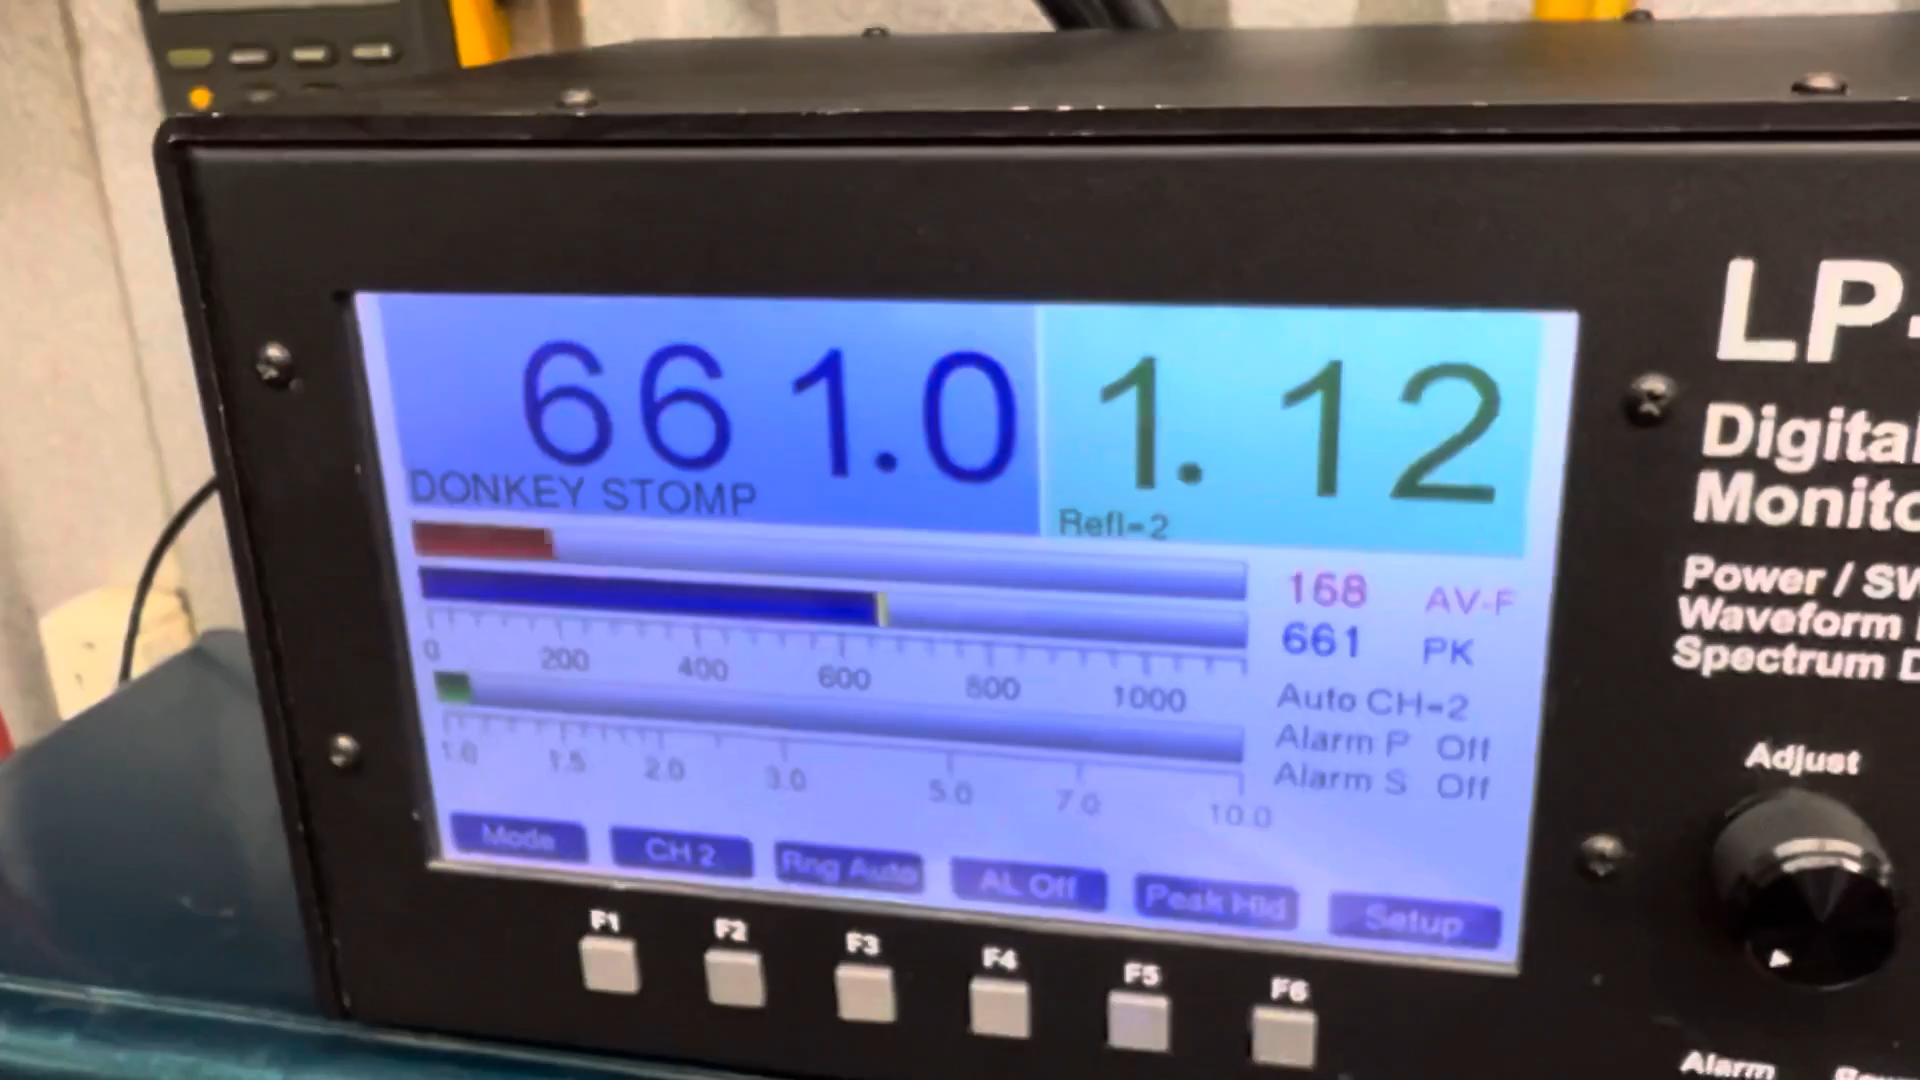 661.0
1.12
DONKEY STOMP
Refl=2
168 AV-F
661 PK
0 200 400 600 800 1000
Auto CH=2
Alarm P Off
Alarm S Off
1.0 1.5 2.0 3.0 5.0 7.0 10.0
Mode CH 2 Rng Auto AL Off Peak Hld Setup
F1 F2 F3 F4 F5 F6
LP-
Digital
Monito
Power / SW
Waveform
Spectrum D
Adjust
Alarm